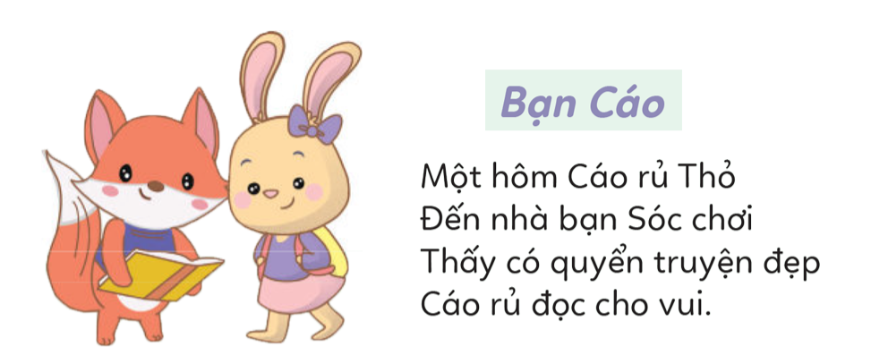 Bạn Cáo
Một hôm Cáo rủ Thỏ
Đến nhà bạn Sóc chơi
Thấy có quyển truyện đẹp
Cáo rủ đọc cho vui.